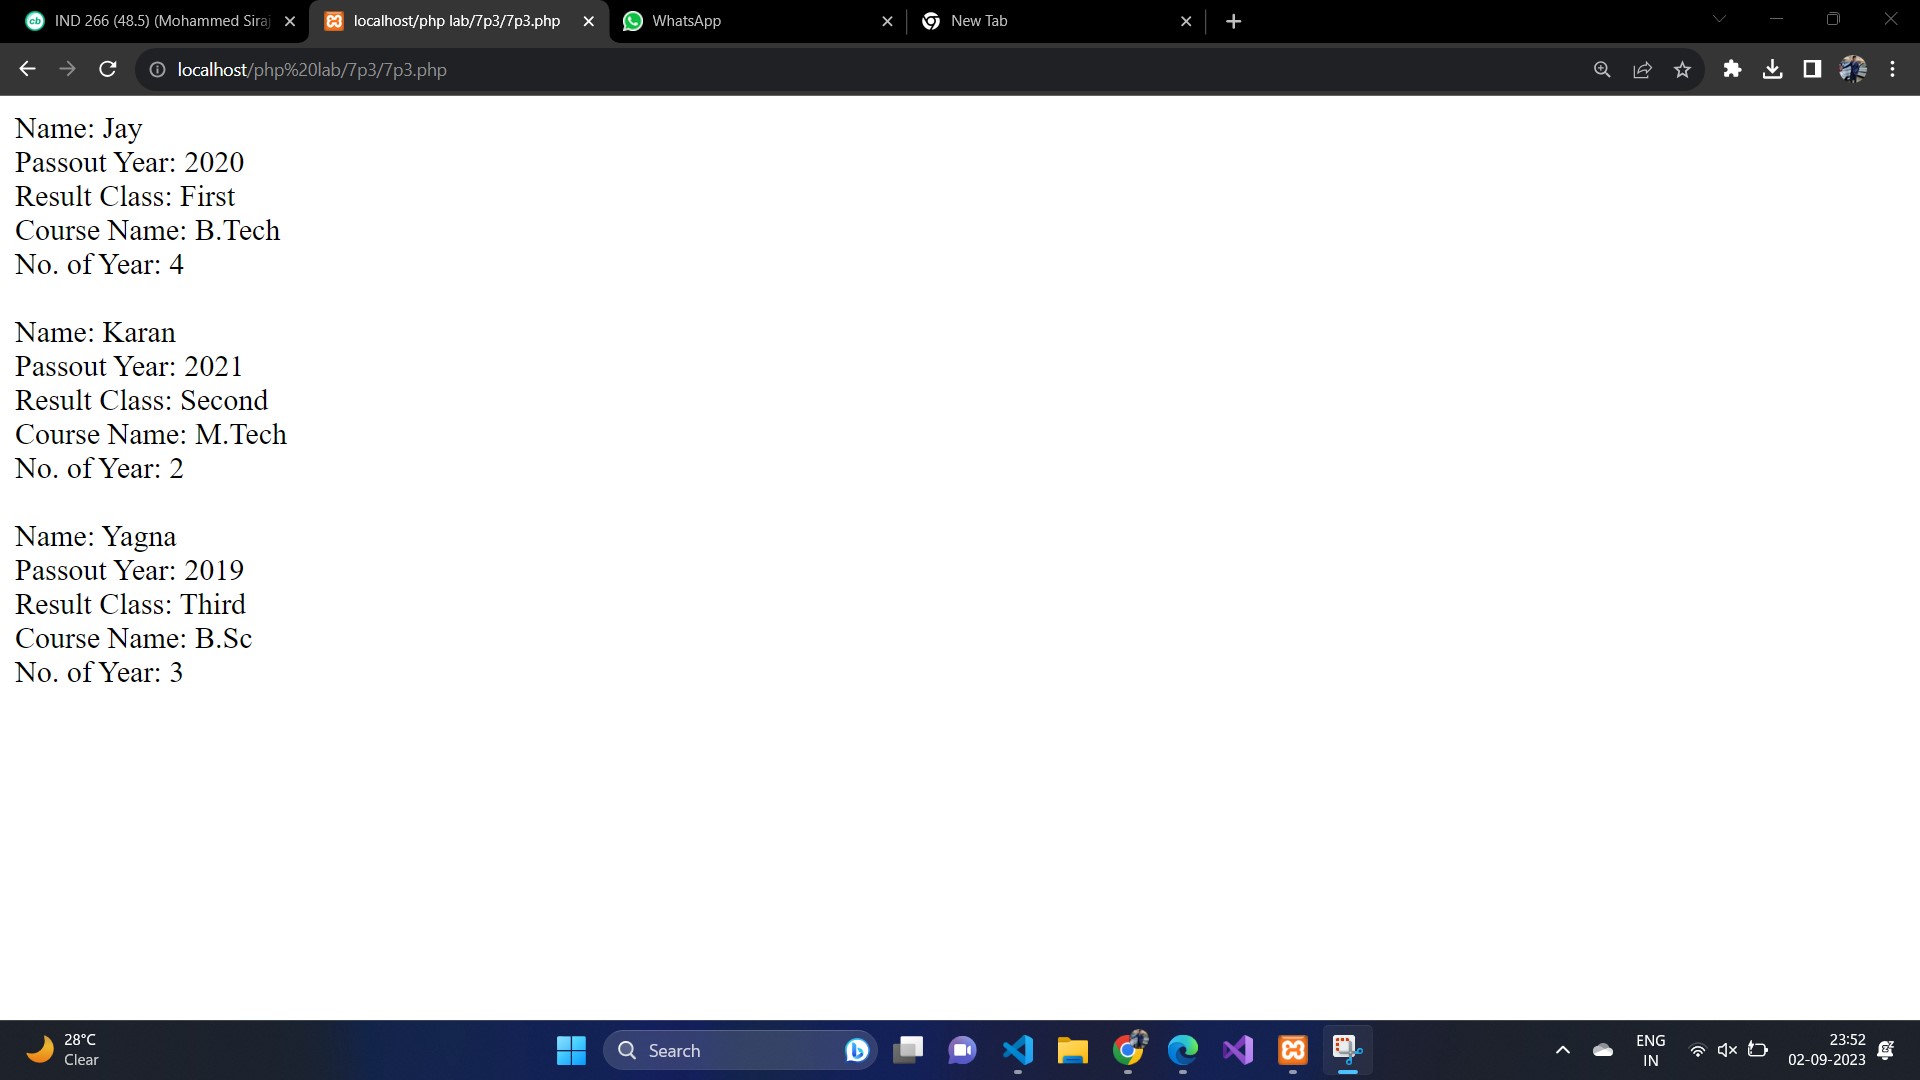 IND 266 (48.5) (Mohammed Siraj
localhost/php lab/7p3/7p3.php
WhatsApp
New Tab
localhost/php%20lab/7p3/7p3.php
Name: Jay
Passout Year: 2020
Result Class: First
Course Name: B.Tech
No. of Year: 4
Name: Karan
Passout Year: 2021
Result Class: Second
Course Name: M.Tech
No. of Year: 2
Name: Yagna
Passout Year: 2019
Result Class: Third
Course Name: B.Sc
No. of Year: 3
28°C
Clear
Search
ENG
IN
23:52
02-09-2023